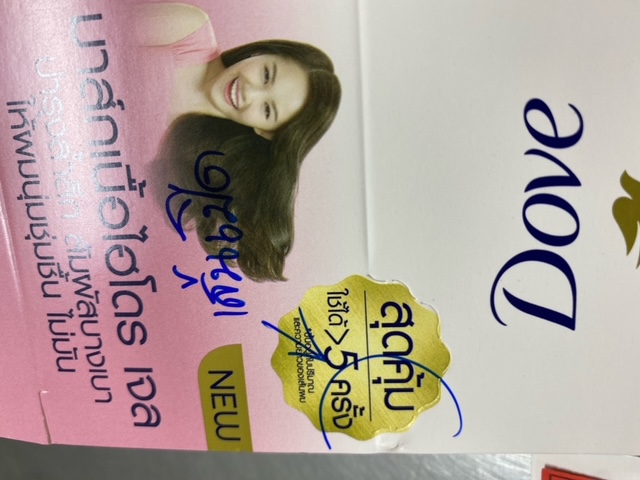 Dove
มาส์กเนื้อไฮโดร เจล
บำรุงล้ำลึก สัมผัสบางเบา
ให้ผมนุ่มชุ่มชื้น ไม่มัน
สุดคุ้ม
ใช้ได้ >5 ครั้ง
NEW